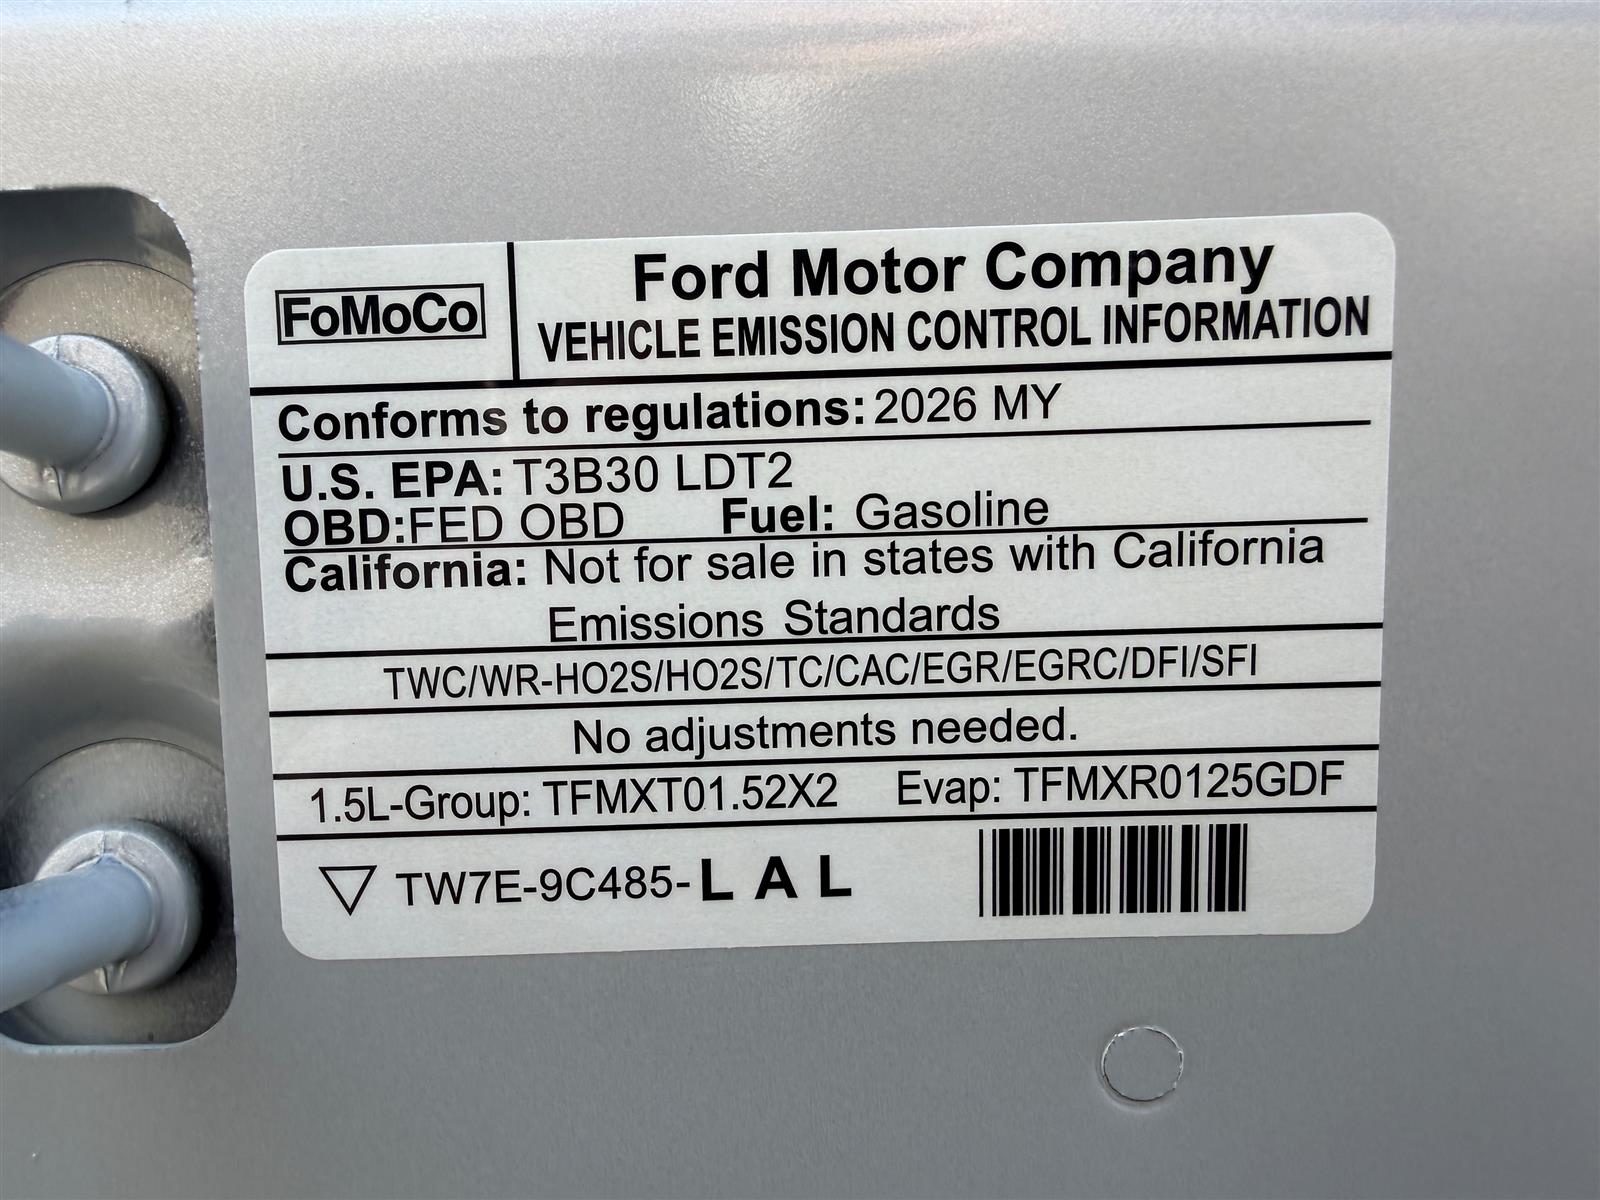 FoMoCo
Ford Motor Company
VEHICLE EMISSION CONTROL INFORMATION
Conforms to regulations: 2026 MY
U.S. EPA: T3B30 LDT2
OBD:FED OBD Fuel: Gasoline
California: Not for sale in states with California
Emissions Standards
TWC/WR-HO2S/HO2S/TC/CAC/EGR/EGRC/DFI/SFI
No adjustments needed.
1.5L-Group: TFMXT01.52X2 Evap: TFMXR0125GDF
TW7E-9C485-L A L